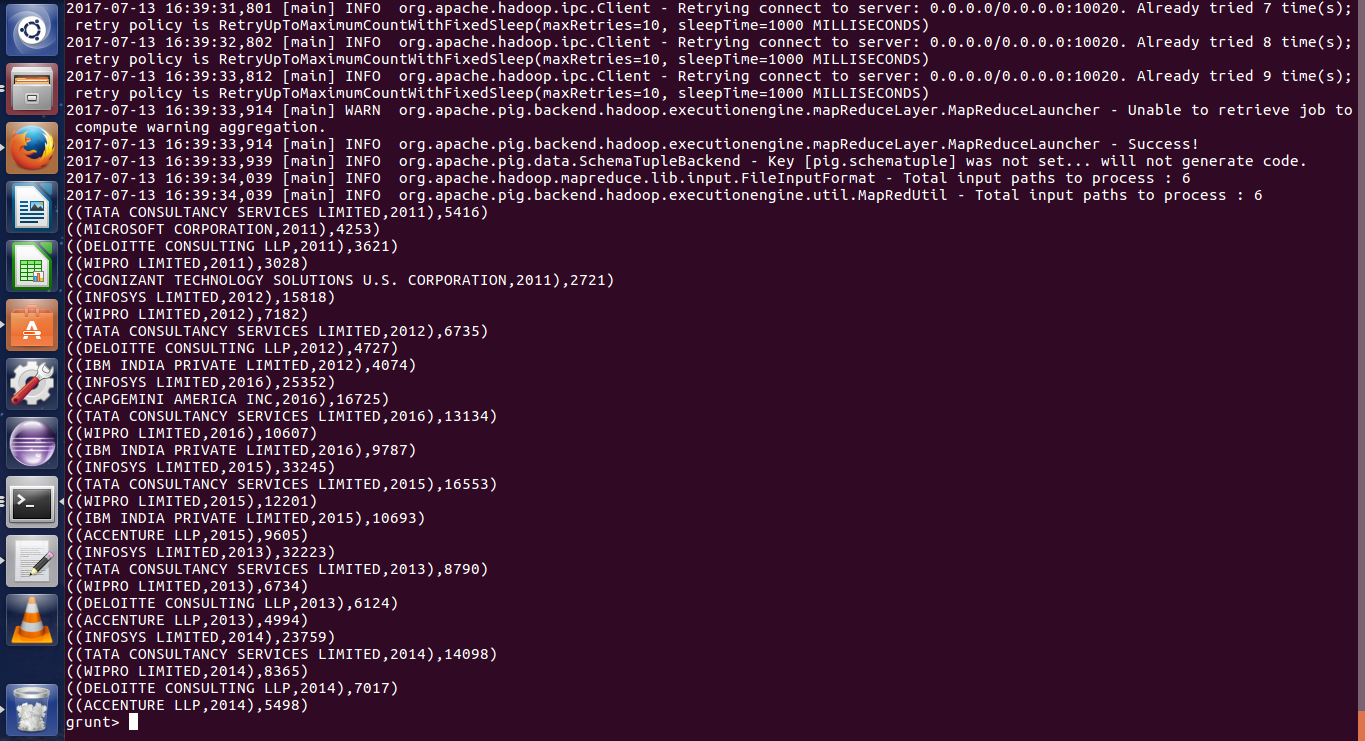 2017-07-13 16:39:31,801 [main] INFO  org.apache.hadoop.ipc.Client - Retrying connect to server: 0.0.0.0/0.0.0.0:10020. Already tried 7 time(s);
 retry policy is RetryUpToMaximumCountWithFixedSleep(maxRetries=10, sleepTime=1000 MILLISECONDS)
2017-07-13 16:39:32,802 [main] INFO  org.apache.hadoop.ipc.Client - Retrying connect to server: 0.0.0.0/0.0.0.0:10020. Already tried 8 time(s);
 retry policy is RetryUpToMaximumCountWithFixedSleep(maxRetries=10, sleepTime=1000 MILLISECONDS)
2017-07-13 16:39:33,812 [main] INFO  org.apache.hadoop.ipc.Client - Retrying connect to server: 0.0.0.0/0.0.0.0:10020. Already tried 9 time(s);
 retry policy is RetryUpToMaximumCountWithFixedSleep(maxRetries=10, sleepTime=1000 MILLISECONDS)
2017-07-13 16:39:33,914 [main] WARN  org.apache.pig.backend.hadoop.executionengine.mapReduceLayer.MapReduceLauncher - Unable to retrieve job to
 compute warning aggregation.
2017-07-13 16:39:33,914 [main] INFO  org.apache.pig.backend.hadoop.executionengine.mapReduceLayer.MapReduceLauncher - Success!
2017-07-13 16:39:33,939 [main] INFO  org.apache.pig.data.SchemaTupleBackend - Key [pig.schematuple] was not set... will not generate code.
2017-07-13 16:39:34,039 [main] INFO  org.apache.hadoop.mapreduce.lib.input.FileInputFormat - Total input paths to process : 6
2017-07-13 16:39:34,039 [main] INFO  org.apache.pig.backend.hadoop.executionengine.util.MapRedUtil - Total input paths to process : 6
((TATA CONSULTANCY SERVICES LIMITED,2011),5416)
((MICROSOFT CORPORATION,2011),4253)
((DELOITTE CONSULTING LLP,2011),3621)
((WIPRO LIMITED,2011),3028)
((COGNIZANT TECHNOLOGY SOLUTIONS U.S. CORPORATION,2011),2721)
((INFOSYS LIMITED,2012),15818)
((WIPRO LIMITED,2012),7182)
((TATA CONSULTANCY SERVICES LIMITED,2012),6735)
((DELOITTE CONSULTING LLP,2012),4727)
((IBM INDIA PRIVATE LIMITED,2012),4074)
((INFOSYS LIMITED,2016),25352)
((CAPGEMINI AMERICA INC,2016),16725)
((TATA CONSULTANCY SERVICES LIMITED,2016),13134)
((WIPRO LIMITED,2016),10607)
((IBM INDIA PRIVATE LIMITED,2016),9787)
((INFOSYS LIMITED,2015),33245)
((TATA CONSULTANCY SERVICES LIMITED,2015),16553)
((WIPRO LIMITED,2015),12201)
((IBM INDIA PRIVATE LIMITED,2015),10693)
((ACCENTURE LLP,2015),9605)
((INFOSYS LIMITED,2013),32223)
((TATA CONSULTANCY SERVICES LIMITED,2013),8790)
((WIPRO LIMITED,2013),6734)
((DELOITTE CONSULTING LLP,2013),6124)
((ACCENTURE LLP,2013),4994)
((INFOSYS LIMITED,2014),23759)
((TATA CONSULTANCY SERVICES LIMITED,2014),14098)
((WIPRO LIMITED,2014),8365)
((DELOITTE CONSULTING LLP,2014),7017)
((ACCENTURE LLP,2014),5498)
grunt>